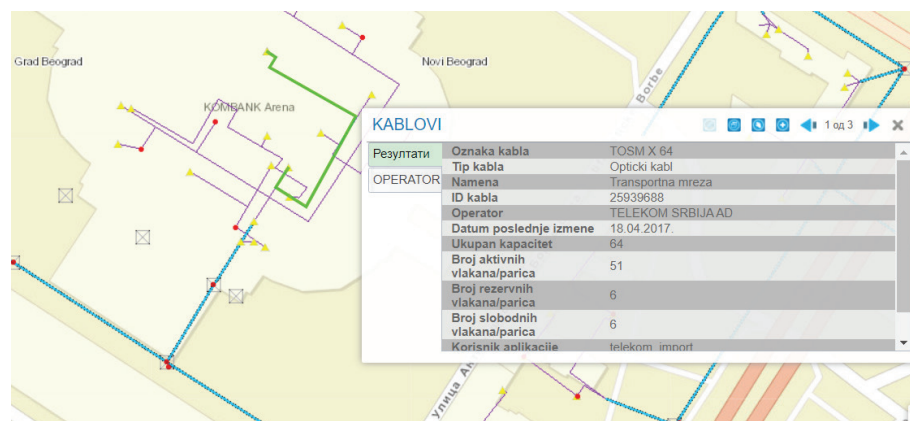 Grad Beograd
Novi Beograd
Borbe
KOMBANK Arena
KABLOVI
1 од 3
Резултати
OPERATOR
Oznaka kabla TOSM X 64
Tip kabla Opticki kabl
Namena Transportna mreza
ID kabla 25939688
Operator TELEKOM SRBIJA AD
Datum poslednje izmene 18.04.2017.
Ukupan kapacitet 64
Broj aktivnih
vlakana/parica 51
Broj rezervnih
vlakana/parica 6
Broj slobodnih
vlakana/parica 6
Korisnik aplikacije telekom_import
Улица